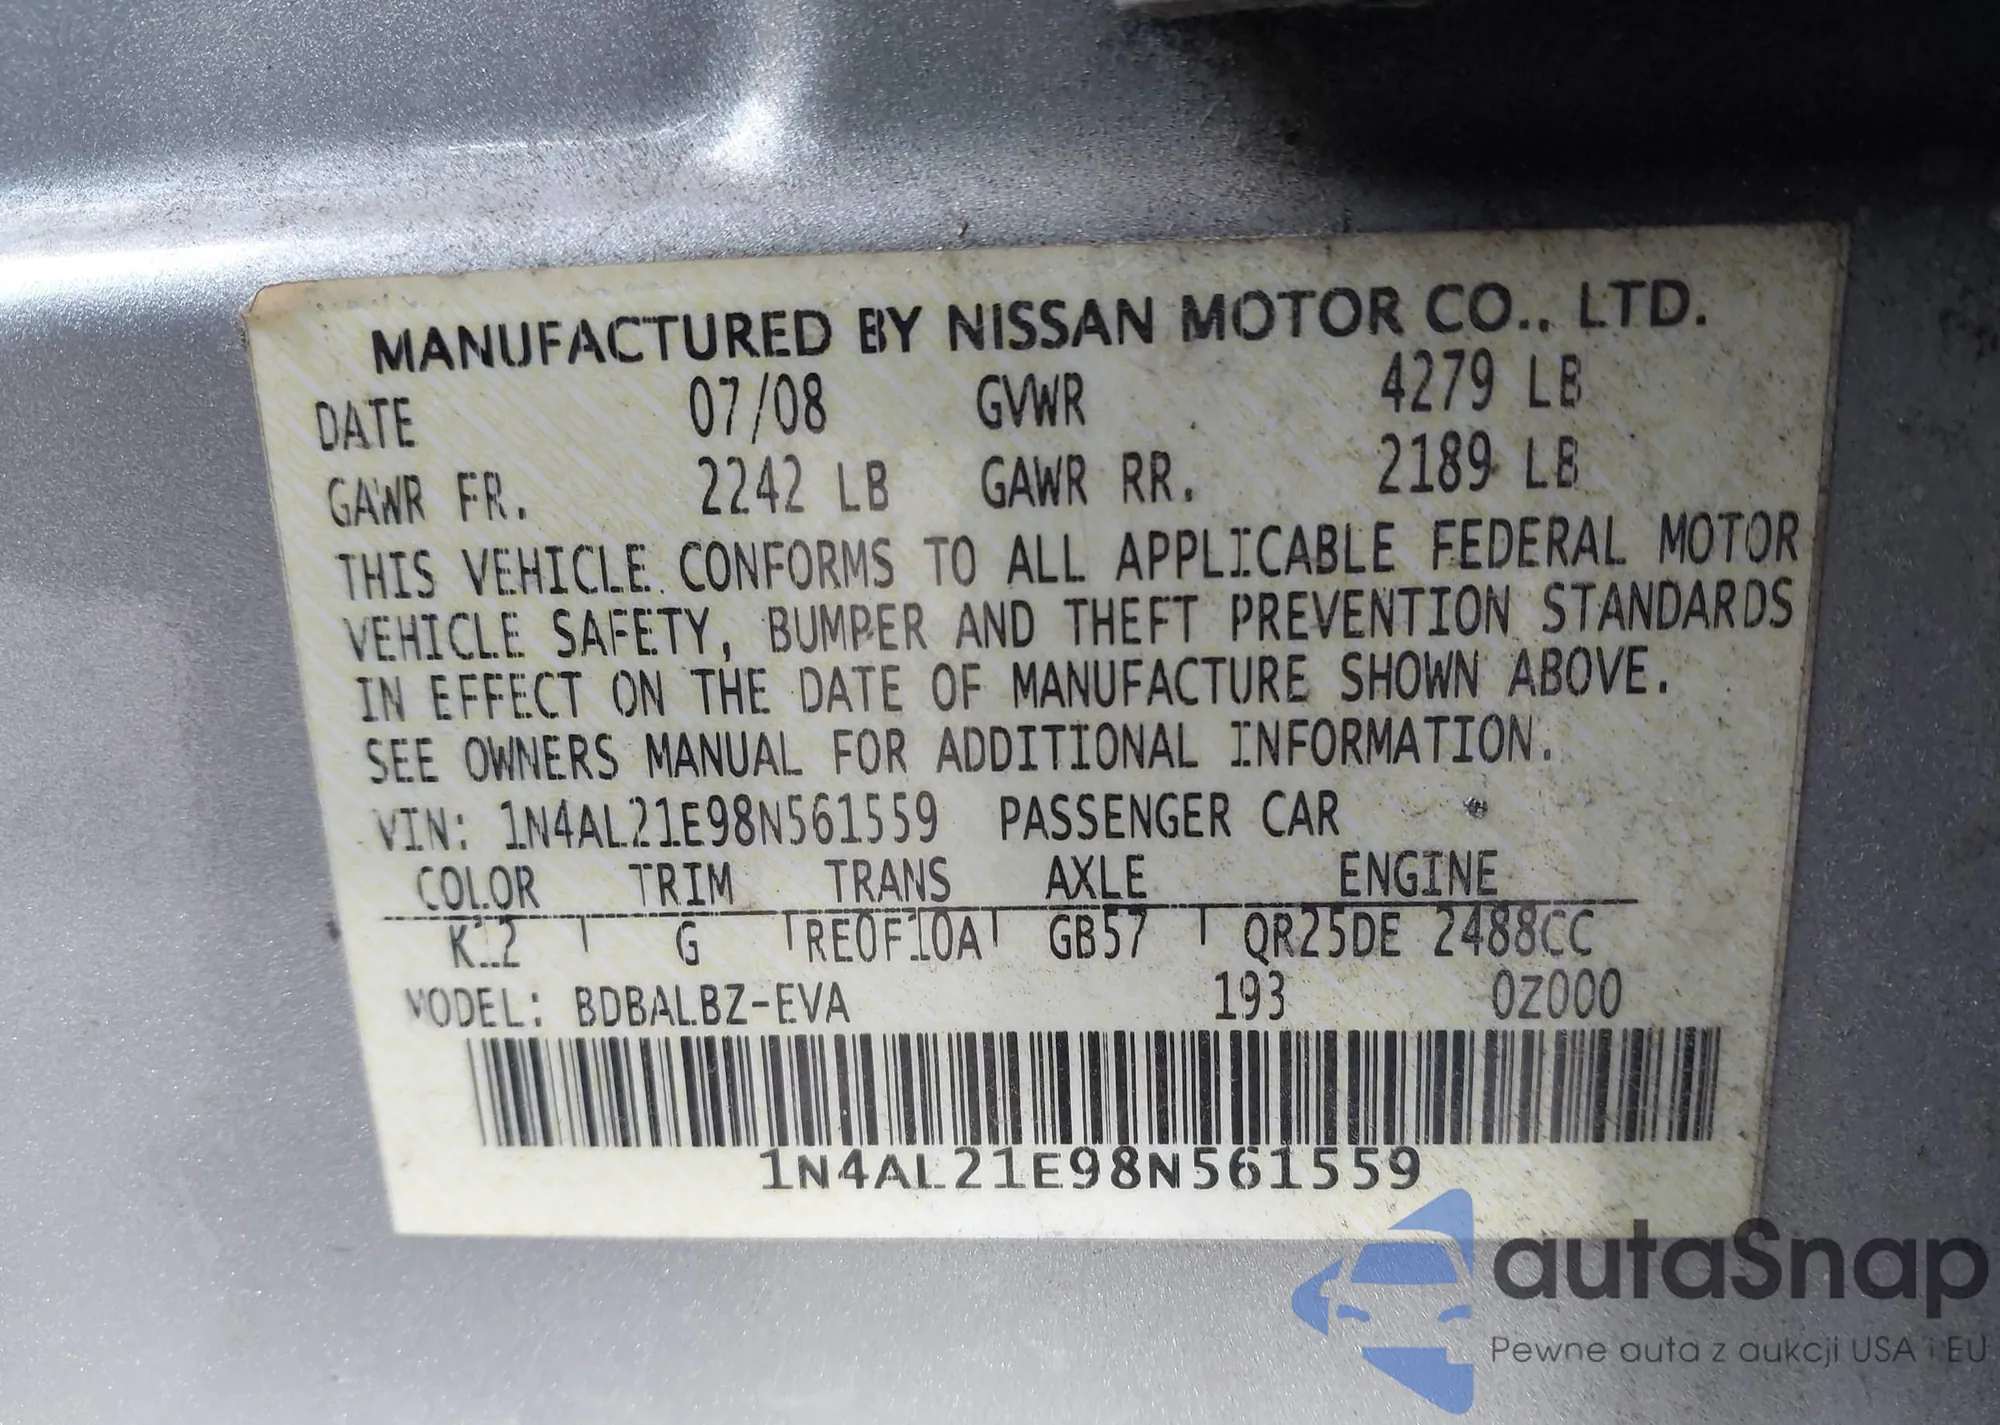 MANUFACTURED BY NISSAN MOTOR CO., LTD.
DATE 07/08 GVWR 4279 LB
GAWR FR. 2242 LB GAWR RR. 2189 LB
THIS VEHICLE CONFORMS TO ALL APPLICABLE FEDERAL MOTOR
VEHICLE SAFETY, BUMPER AND THEFT PREVENTION STANDARDS
IN EFFECT ON THE DATE OF MANUFACTURE SHOWN ABOVE.
SEE OWNERS MANUAL FOR ADDITIONAL INFORMATION.
VIN: 1N4AL21E98N561559 PASSENGER CAR
COLOR TRIM TRANS AXLE ENGINE
K12 G RE0F10A GB57 QR25DE 2488CC
MODEL: BDBALBZ-EVA 193 0Z000
1N4AL21E98N561559
autaSnap
Pewne auta z aukcji USA i EU